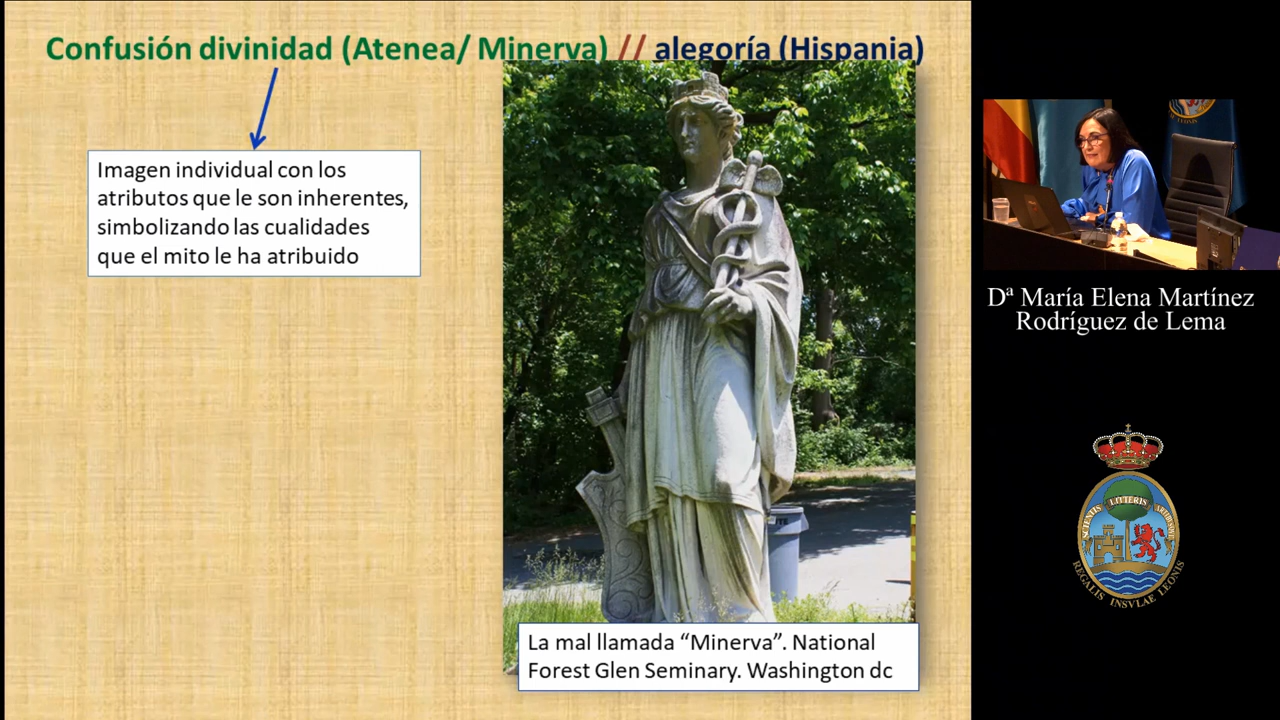 Confusión divinidad (Atenea/ Minerva) // alegoría (Hispania)
Imagen individual con los
atributos que le son inherentes,
simbolizando las cualidades
que el mito le ha atribuido
La mal llamada “Minerva”. National
Forest Glen Seminary. Washington dc
Dª María Elena Martínez
Rodríguez de Lema
SCIENTIIS LITTERIS ARTIBUSQUE
REGALIS INSVLAE LEONIS